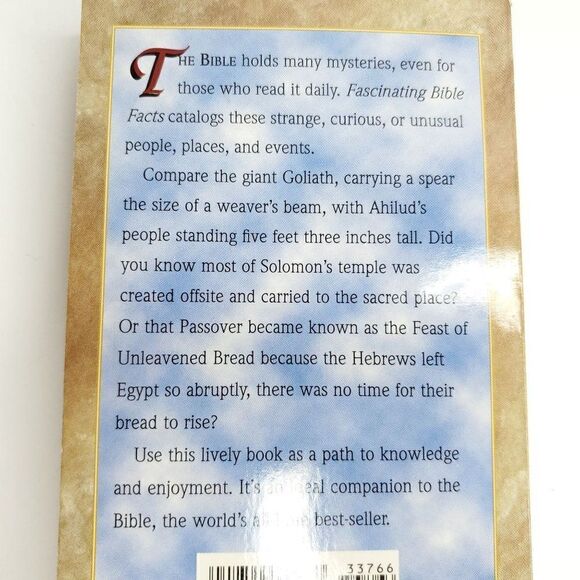 THE BIBLE holds many mysteries, even for
those who read it daily. Fascinating Bible
Facts catalogs these strange, curious, or unusual
people, places, and events.
Compare the giant Goliath, carrying a spear
the size of a weaver's beam, with Ahilud's
people standing five feet three inches tall. Did
you know most of Solomon's temple was
created offsite and carried to the sacred place?
Or that Passover became known as the Feast of
Unleavened Bread because the Hebrews left
Egypt so abruptly, there was no time for their
bread to rise?
Use this lively book as a path to knowledge
and enjoyment. It's an ideal companion to the
Bible, the world's all-time best-seller.
33766